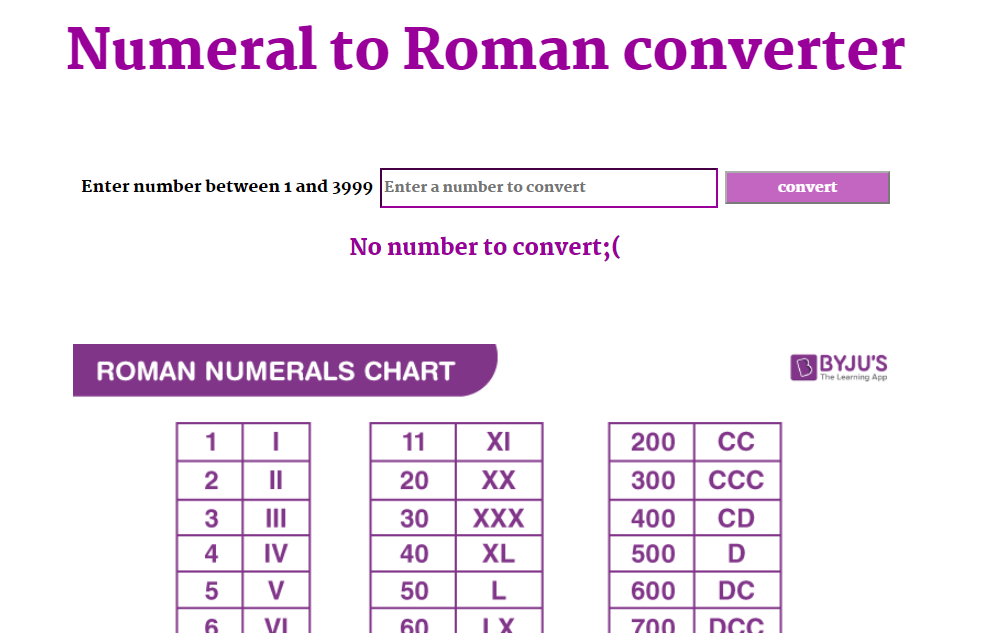 Numeral to Roman converter
Enter number between 1 and 3999 Enter a number to convert convert
No number to convert;(
ROMAN NUMERALS CHART BYJU'S
The Learning App
1 I 11 XI 200 CC
2 II 20 XX 300 CCC
3 III 30 XXX 400 CD
4 IV 40 XL 500 D
5 V 50 L 600 DC
6 VI 60 LX 700 DCC